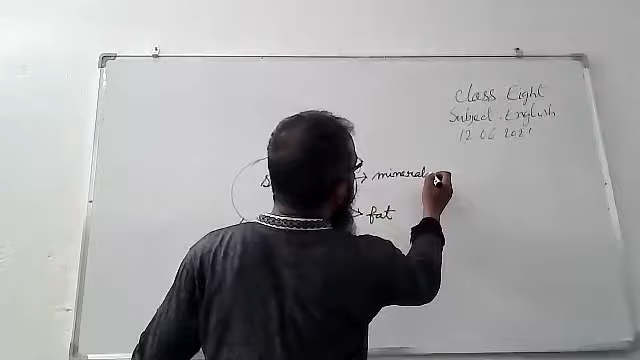 Class Eight
Subject. English
12 06 2021
→ mineral
→ fat